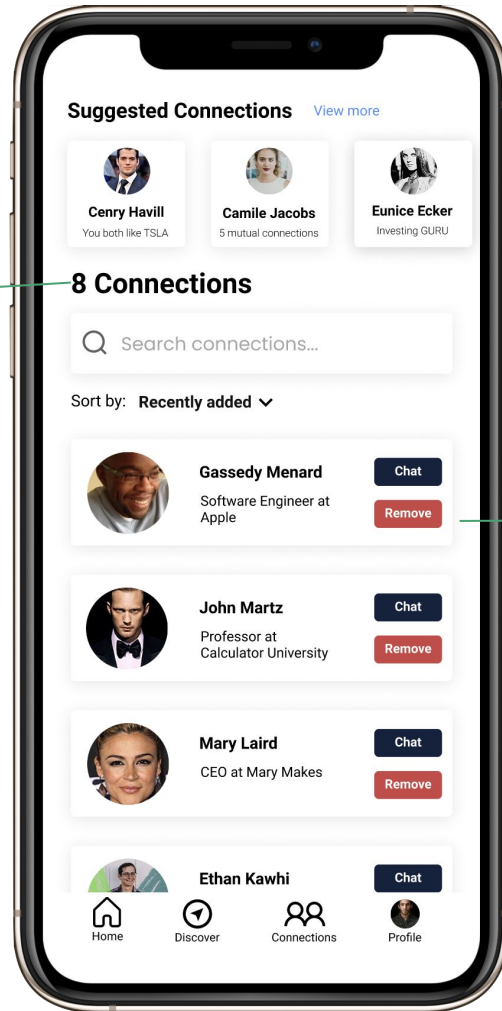 Suggested Connections View more
Cenry Havill
You both like TSLA
Camile Jacobs
5 mutual connections
Eunice Ecker
Investing GURU
8 Connections
Search connections...
Sort by: Recently added
Gassedy Menard
Software Engineer at
Apple
Chat
Remove
John Martz
Professor at
Calculator University
Chat
Remove
Mary Laird
CEO at Mary Makes
Chat
Remove
Ethan Kawhi
Chat
Home
Discover
Connections
Profile